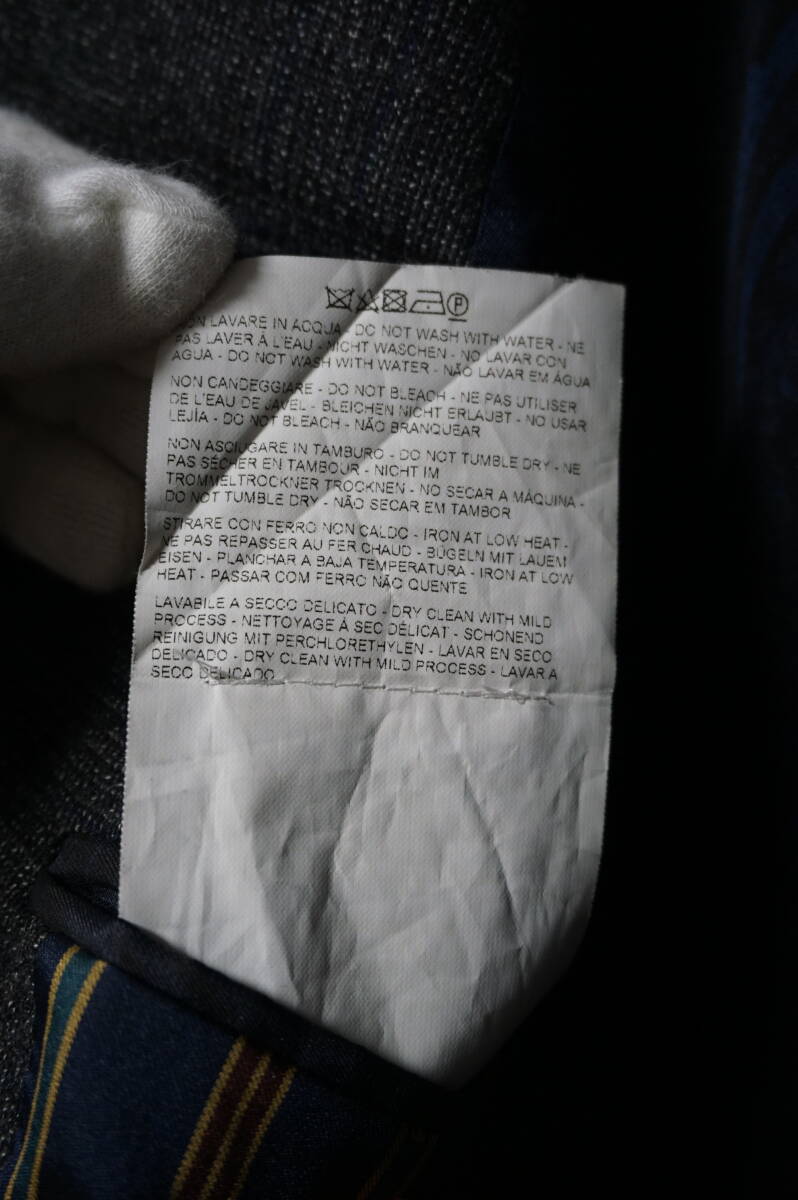 P
NON LAVARE IN ACQUA - DO NOT WASH WITH WATER - NE
PAS LAVER À L'EAU - NICHT WASCHEN - NO LAVAR CON
AGUA - DO NOT WASH WITH WATER - NÃO LAVAR EM ÁGUA
NON CANDEGGIARE - DO NOT BLEACH - NE PAS UTILISER
DE L'EAU DE JAVEL - BLEICHEN NICHT ERLAUBT - NO USAR
LEJÍA - DO NOT BLEACH - NÃO BRANQUEAR
NON ASCIUGARE IN TAMBURO - DO NOT TUMBLE DRY - NE
PAS SÉCHER EN TAMBOUR - NICHT IM
TROMMELTROCKNER TROCKNEN - NO SECAR A MÁQUINA -
DO NOT TUMBLE DRY - NÃO SECAR EM TAMBOR
STIRARE CON FERRO NON CALDO - IRON AT LOW HEAT -
NE PAS REPASSER AU FER CHAUD - BÜGELN MIT LAUEM
EISEN - PLANCHAR A BAJA TEMPERATURA - IRON AT LOW
HEAT - PASSAR COM FERRO NÃO QUENTE
LAVABILE A SECCO DELICATO - DRY CLEAN WITH MILD
PROCESS - NETTOYAGE À SEC DÉLICAT - SCHONEND
REINIGUNG MIT PERCHLORETHYLEN - LAVAR EN SECO
DELICADO - DRY CLEAN WITH MILD PROCESS - LAVAR A
SECO DELICADO